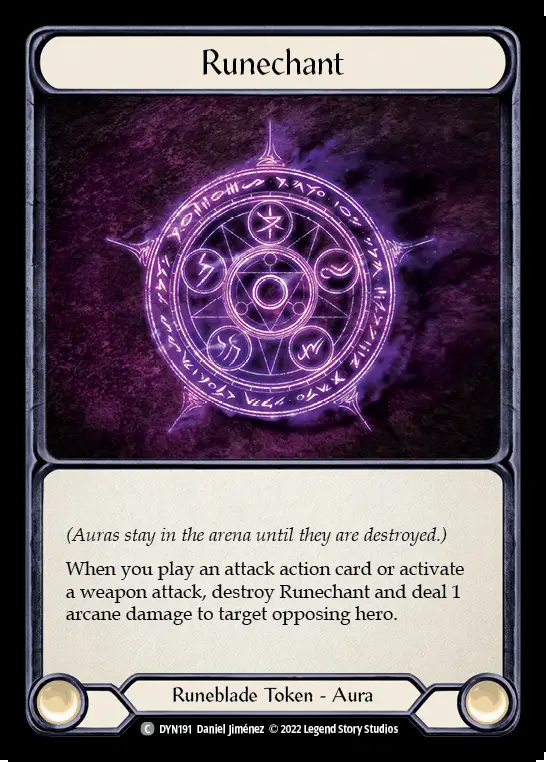 Runechant
(Auras stay in the arena until they are destroyed.)
When you play an attack action card or activate
a weapon attack, destroy Runechant and deal 1
arcane damage to target opposing hero.
Runeblade Token - Aura
C DYN191 Daniel Jiménez © 2022 Legend Story Studios